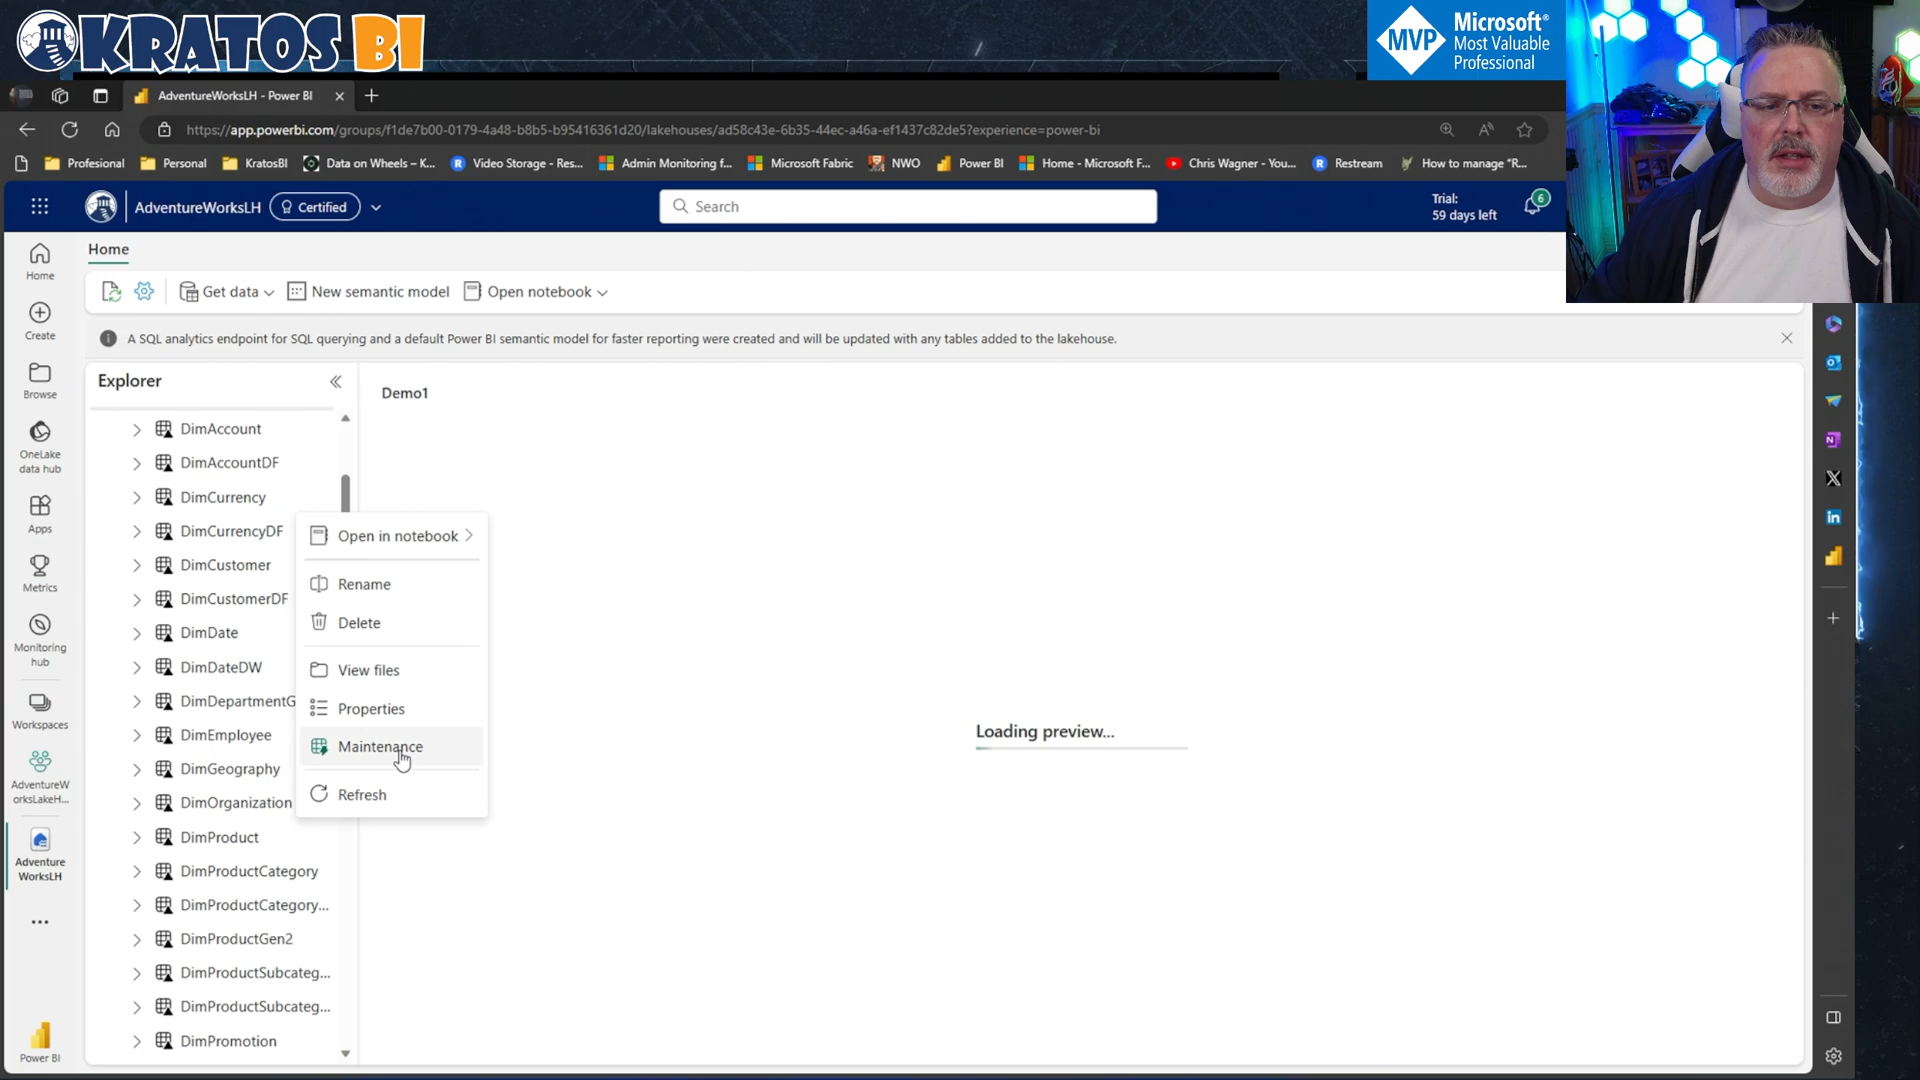 KRATOS BI
MVP
Microsoft®
Most Valuable
Professional
AdventureWorksLH - Power BI
https://app.powerbi.com/groups/f1de7b00-0179-4a48-b8b5-b95416361d20/lakehouses/ad58c43e-6b35-44ec-a46a-ef1437c82de5?experience=power-bi
Profesional
Personal
KratosBI
Data on Wheels – K...
Video Storage - Res...
Admin Monitoring f...
Microsoft Fabric
NWO
Power BI
Home - Microsoft F...
Chris Wagner - You...
Restream
How to manage "R...
AdventureWorksLH
Certified
Search
Trial:
59 days left
6
Home
Get data
New semantic model
Open notebook
A SQL analytics endpoint for SQL querying and a default Power BI semantic model for faster reporting were created and will be updated with any tables added to the lakehouse.
Home
Create
Browse
OneLake
data hub
Apps
Metrics
Monitoring
hub
Workspaces
AdventureW
orksLakeH...
Adventure
WorksLH
Power BI
Explorer
DimAccount
DimAccountDF
DimCurrency
DimCurrencyDF
DimCustomer
DimCustomerDF
DimDate
DimDateDW
DimDepartmentG
DimEmployee
DimGeography
DimOrganization
DimProduct
DimProductCategory
DimProductCategory...
DimProductGen2
DimProductSubcateg...
DimProductSubcateg...
DimPromotion
Open in notebook
Rename
Delete
View files
Properties
Maintenance
Refresh
Demo1
Loading preview...